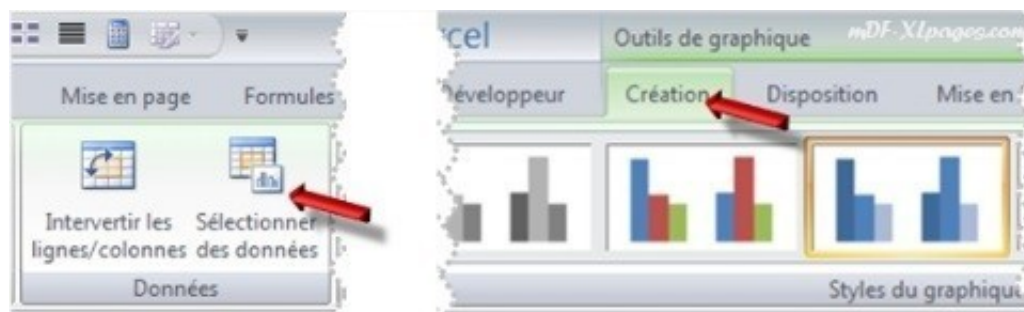 xcel
Outils de graphique
mDF-XLpages.com
Mise en page
Formules
Développeur
Création
Disposition
Mise en
Intervertir les
lignes/colonnes
Sélectionner
des données
Données
Styles du graphique